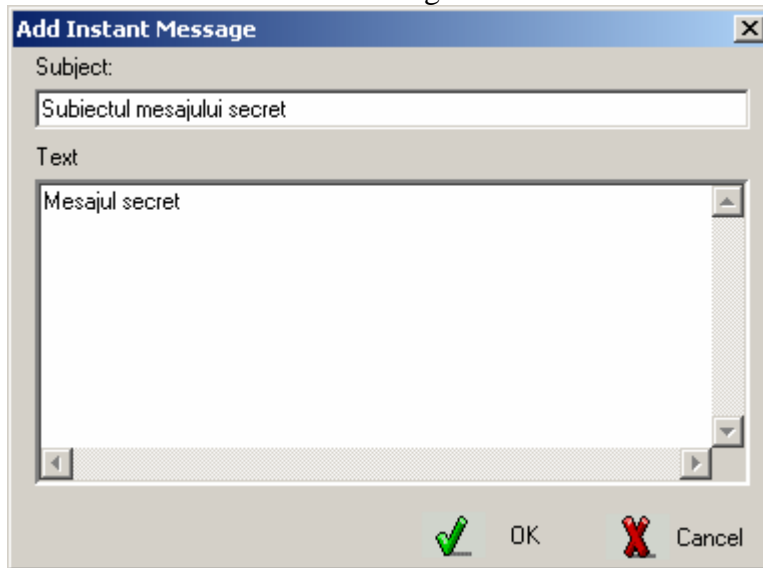 Add Instant Message
Subject:
Subiectul mesajului secret
Text
Mesajul secret
OK Cancel